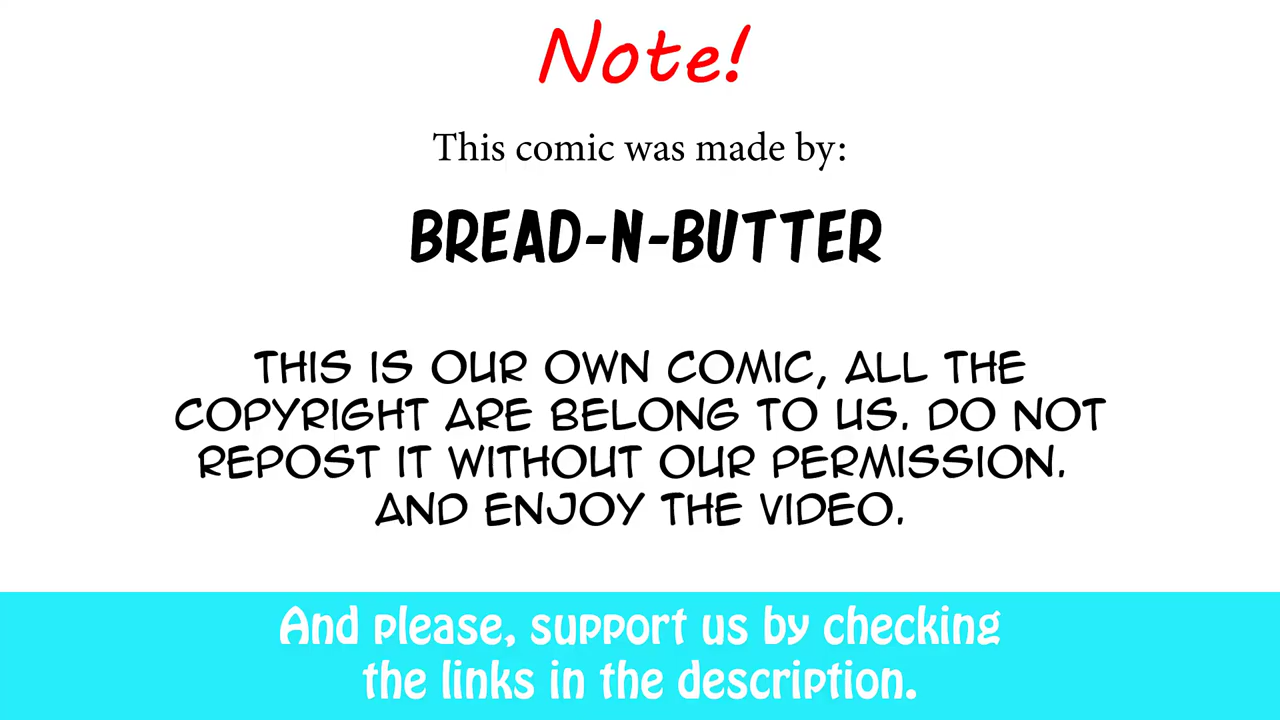 Note!
This comic was made by:
BREAD-N-BUTTER
THIS IS OUR OWN COMIC, ALL THE
COPYRIGHT ARE BELONG TO US. DO NOT
REPOST IT WITHOUT OUR PERMISSION.
AND ENJOY THE VIDEO.
And please, support us by checking
the links in the description.